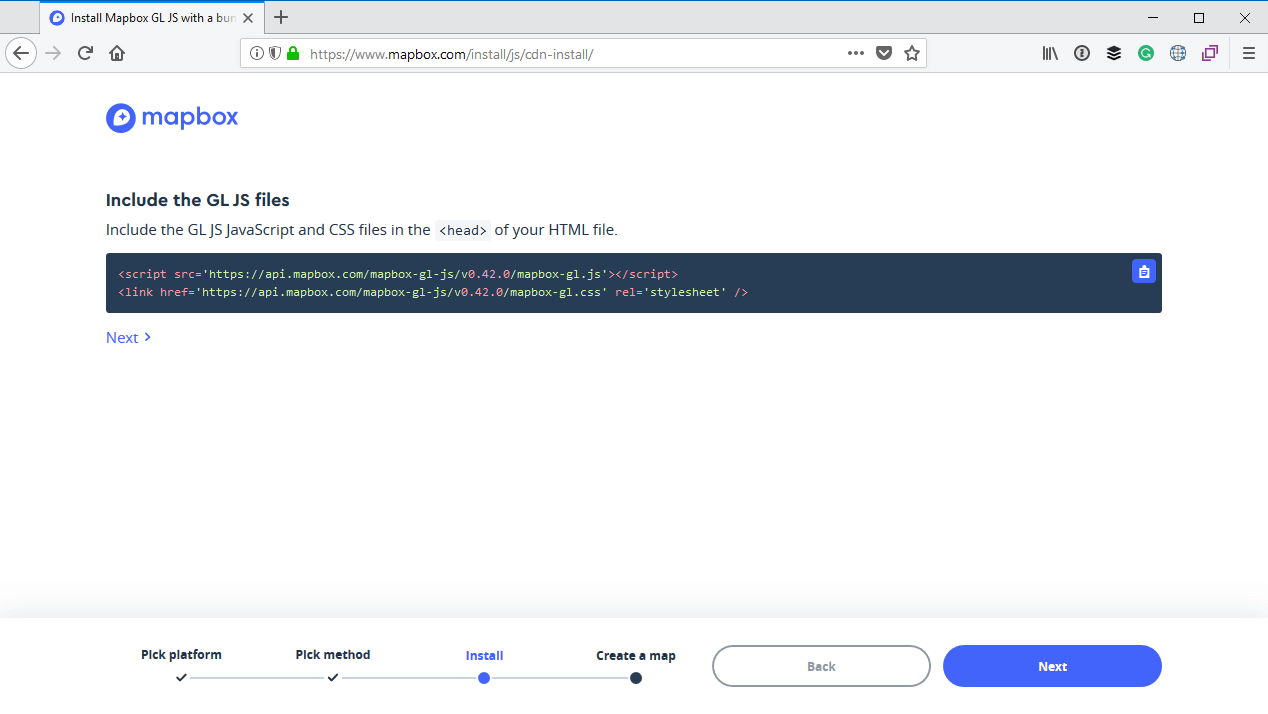 Install Mapbox GL JS with a bun
https://www.mapbox.com/install/js/cdn-install/
mapbox
Include the GL JS files
Include the GL JS JavaScript and CSS files in the <head> of your HTML file.
<script src='https://api.mapbox.com/mapbox-gl-js/v0.42.0/mapbox-gl.js'></script>
<link href='https://api.mapbox.com/mapbox-gl-js/v0.42.0/mapbox-gl.css' rel='stylesheet' />
Next
Pick platform Pick method Install Create a map Back Next